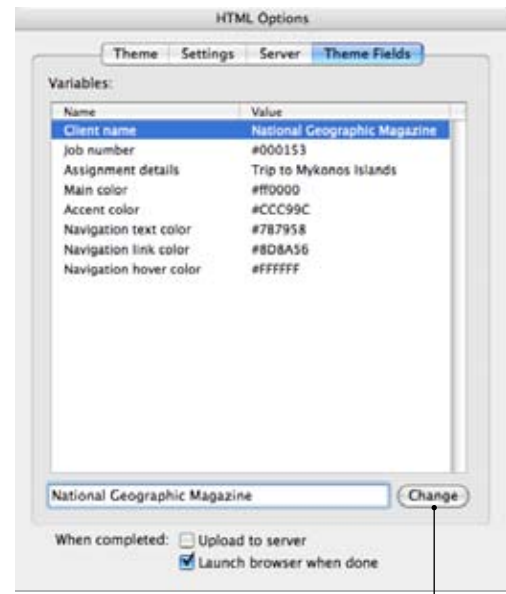 HTML Options
Theme Settings Server Theme Fields
Variables:
Name Value
Client name National Geographic Magazine
Job number #000153
Assignment details Trip to Mykonos Islands
Main color #ff0000
Accent color #CCC99C
Navigation text color #787958
Navigation link color #8D8A56
Navigation hover color #FFFFFF
National Geographic Magazine Change
When completed: Upload to server
Launch browser when done